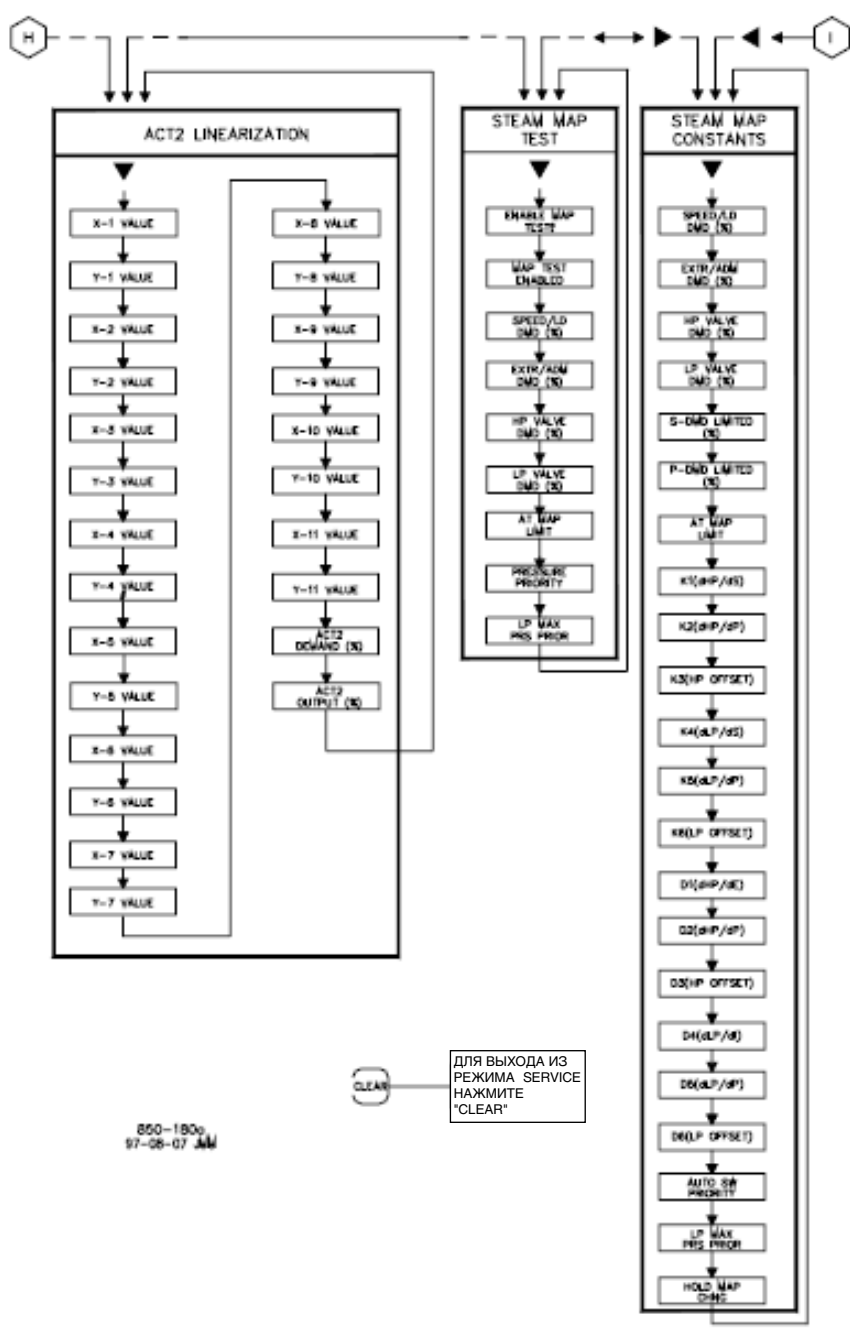 H
I
ACT2 LINEARIZATION
X-1 VALUE
Y-1 VALUE
X-2 VALUE
Y-2 VALUE
X-3 VALUE
Y-3 VALUE
X-4 VALUE
Y-4 VALUE
X-5 VALUE
Y-5 VALUE
X-6 VALUE
Y-6 VALUE
X-7 VALUE
Y-7 VALUE
X-8 VALUE
Y-8 VALUE
X-9 VALUE
Y-9 VALUE
X-10 VALUE
Y-10 VALUE
X-11 VALUE
Y-11 VALUE
ACT2
DEMAND (%)
ACT2
OUTPUT (%)
STEAM MAP
TEST
ENABLE MAP
TEST?
MAP TEST
ENABLED
SPEED/LD
DMD (%)
EXTR/ADM
DMD (%)
HP VALVE
DMD (%)
LP VALVE
DMD (%)
AT MAP
LIMIT
PRESSURE
PRIORITY
LP MAX
PRS PRIOR
STEAM MAP
CONSTANTS
SPEED/LD
DMD (%)
EXTR/ADM
DMD (%)
HP VALVE
DMD (%)
LP VALVE
DMD (%)
S-DMD LIMITED
(%)
P-DMD LIMITED
(%)
AT MAP
LIMIT
K1(dHP/dS)
K2(dHP/dP)
K3(HP OFFSET)
K4(dLP/dS)
K5(dLP/dP)
K6(LP OFFSET)
D1(dHP/dE)
D2(dHP/dP)
D3(HP OFFSET)
D5(dLP/dP)
D6(LP OFFSET)
AUTO SW
PRIORITY
LP MAX
PRS PRIOR
HOLD MAP
CHNG
CLEAR
ДЛЯ ВЫХОДА ИЗ
РЕЖИМА SERVICE
НАЖМИТЕ
"CLEAR"
850-180o
97-08-07